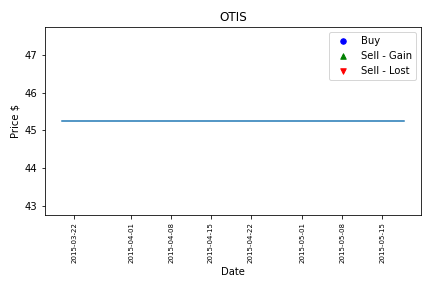 OTIS
Buy
Sell - Gain
Sell - Lost
Price $
47
46
45
44
43
2015-03-22
2015-04-01
2015-04-08
2015-04-15
2015-04-22
2015-05-01
2015-05-08
2015-05-15
Date